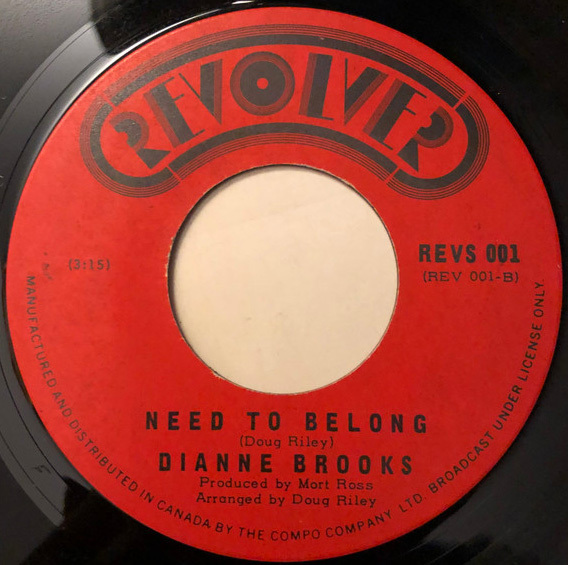 REVOLVER
(3:15)
REVS 001
(REV 001-B)
NEED TO BELONG
(Doug Riley)
DIANNE BROOKS
Produced by Mort Ross
Arranged by Doug Riley
MANUFACTURED AND DISTRIBUTED IN CANADA BY THE COMPO COMPANY LTD. BROADCAST UNDER LICENSE ONLY.